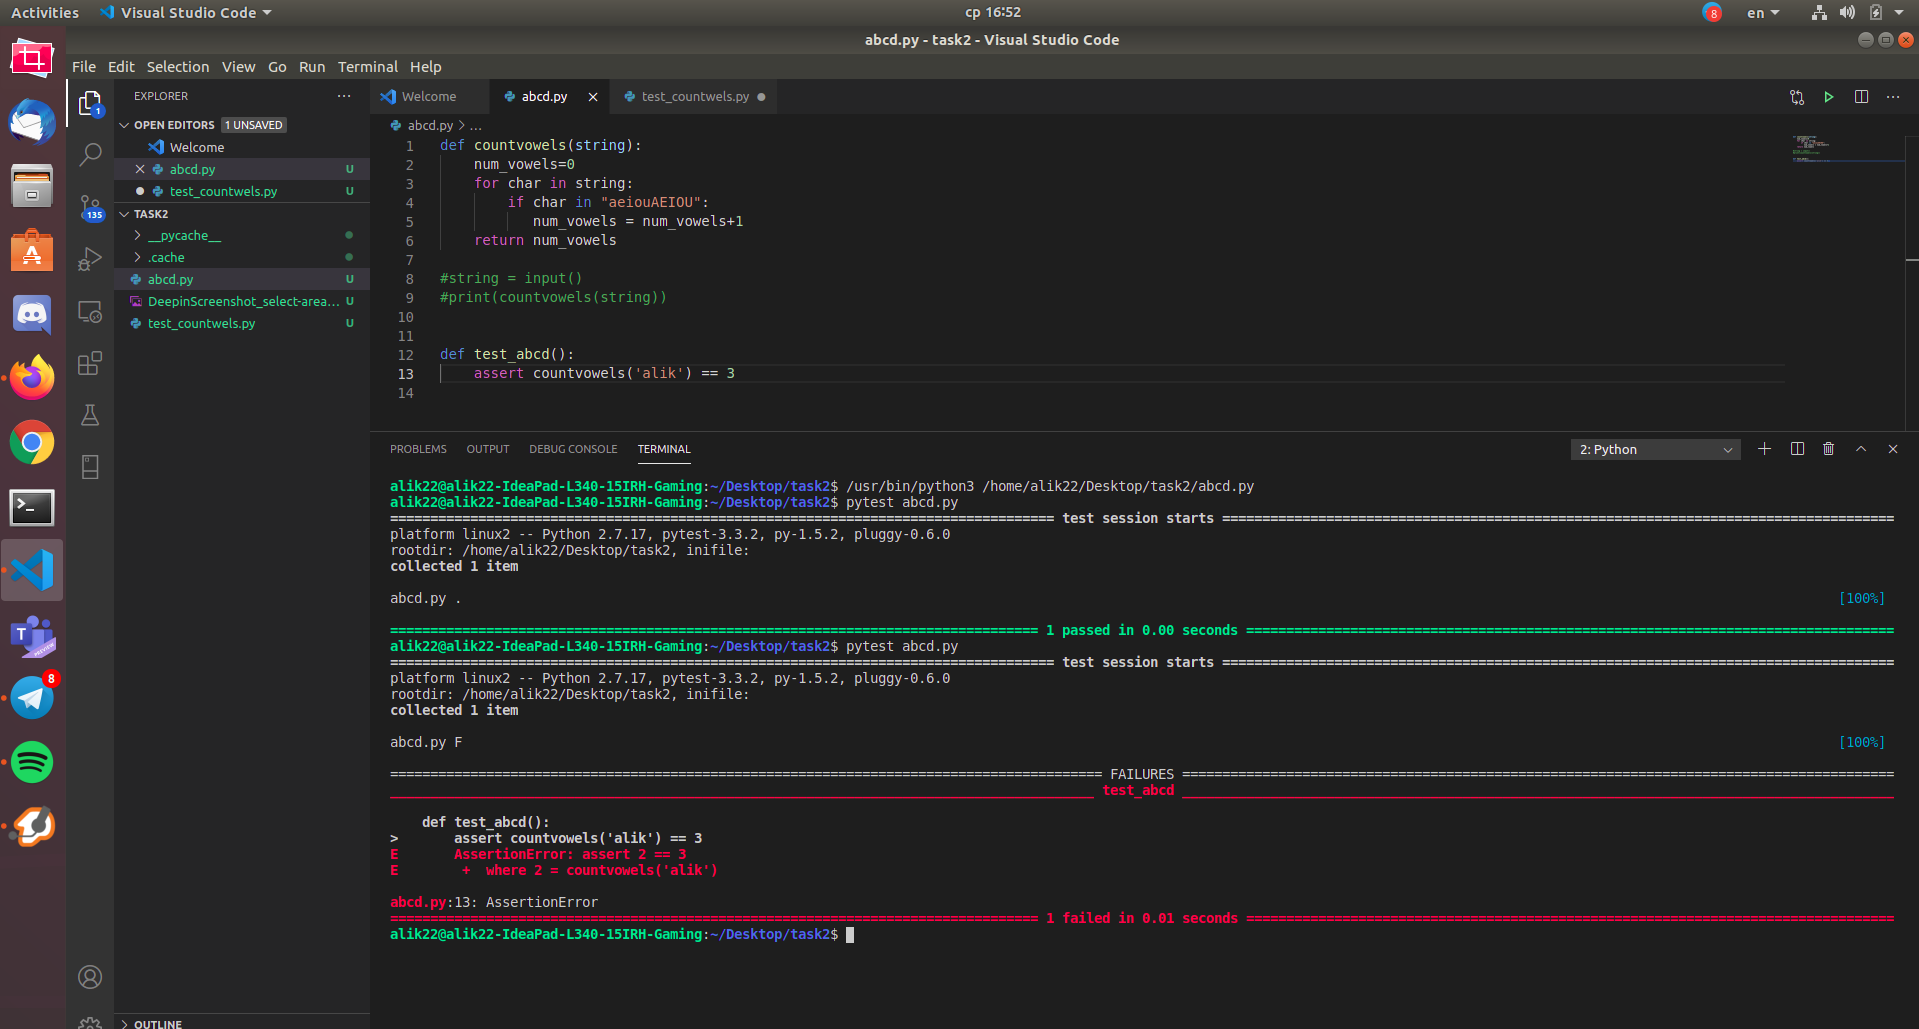 Activities Visual Studio Code ср 16:52 8 en
abcd.py - task2 - Visual Studio Code
File Edit Selection View Go Run Terminal Help
EXPLORER
OPEN EDITORS 1 UNSAVED
Welcome
abcd.py U
test_countwels.py U
TASK2
__pycache__
.cache
abcd.py U
DeepinScreenshot_select-area... U
test_countwels.py U
OUTLINE
1
135
8
Welcome abcd.py test_countwels.py
abcd.py > ...
1 def countvowels(string):
2 num_vowels=0
3 for char in string:
4 if char in "aeiouAEIOU":
5 num_vowels = num_vowels+1
6 return num_vowels
7
8 #string = input()
9 #print(countvowels(string))
10
11
12 def test_abcd():
13 assert countvowels('alik') == 3
14
PROBLEMS OUTPUT DEBUG CONSOLE TERMINAL 2: Python
alik22@alik22-IdeaPad-L340-15IRH-Gaming:~/Desktop/task2$ /usr/bin/python3 /home/alik22/Desktop/task2/abcd.py
alik22@alik22-IdeaPad-L340-15IRH-Gaming:~/Desktop/task2$ pytest abcd.py
test session starts
platform linux2 -- Python 2.7.17, pytest-3.3.2, py-1.5.2, pluggy-0.6.0
rootdir: /home/alik22/Desktop/task2, inifile:
collected 1 item
abcd.py . [100%]
1 passed in 0.00 seconds
alik22@alik22-IdeaPad-L340-15IRH-Gaming:~/Desktop/task2$ pytest abcd.py
test session starts
platform linux2 -- Python 2.7.17, pytest-3.3.2, py-1.5.2, pluggy-0.6.0
rootdir: /home/alik22/Desktop/task2, inifile:
collected 1 item
abcd.py F [100%]
FAILURES
test_abcd
def test_abcd():
> assert countvowels('alik') == 3
E AssertionError: assert 2 == 3
E + where 2 = countvowels('alik')
abcd.py:13: AssertionError
1 failed in 0.01 seconds
alik22@alik22-IdeaPad-L340-15IRH-Gaming:~/Desktop/task2$